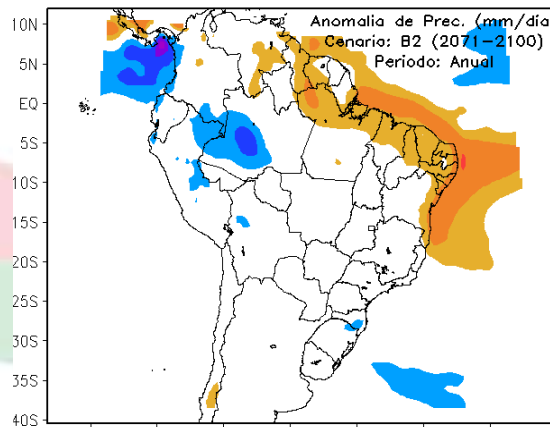 Anomalia de Prec. (mm/dia
Cenario: B2 (2071-2100)
Periodo: Anual
10N
5N
EQ
5S
10S
15S
20S
25S
30S
35S
40S